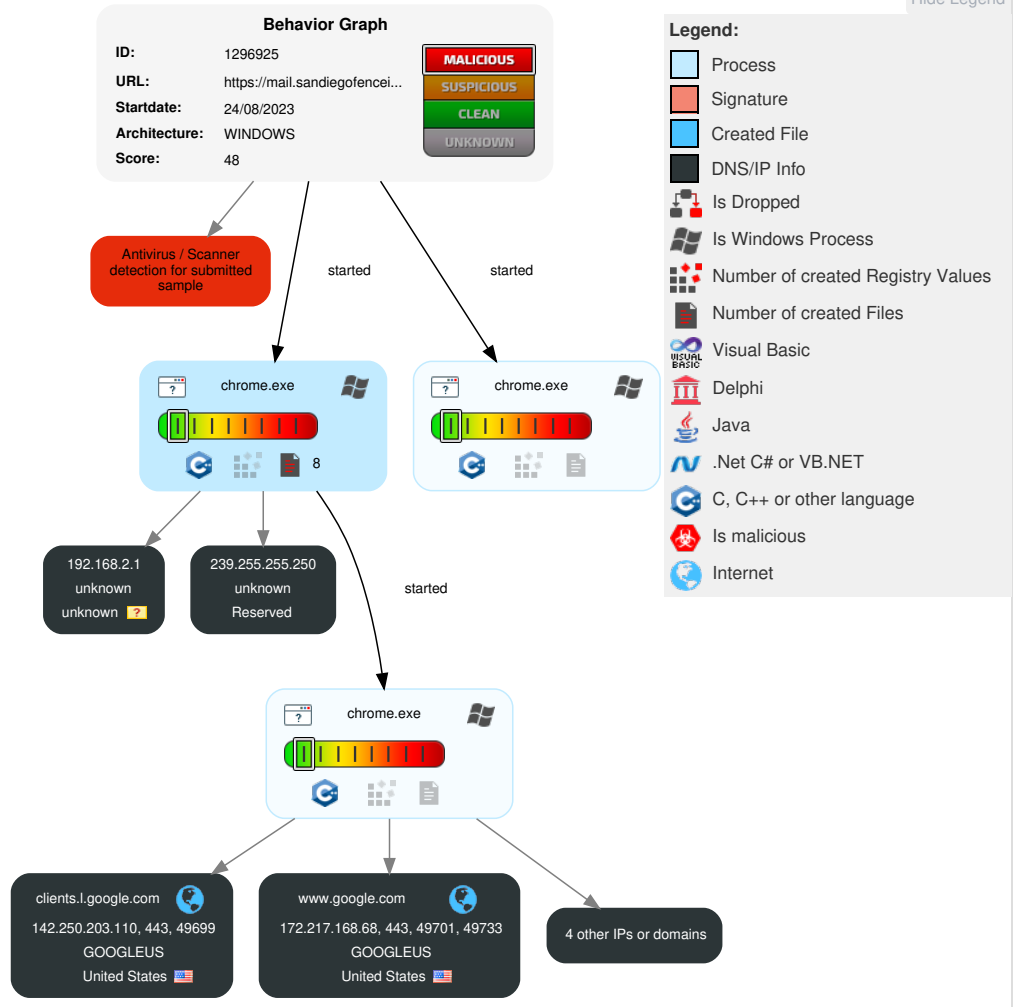 Hide Legend
Behavior Graph
ID: 1296925
URL: https://mail.sandiegofencei...
Startdate: 24/08/2023
Architecture: WINDOWS
Score: 48
MALICIOUS
SUSPICIOUS
CLEAN
UNKNOWN
Legend:
Process
Signature
Created File
DNS/IP Info
Is Dropped
Is Windows Process
Number of created Registry Values
Number of created Files
VISUAL
BASIC
Visual Basic
Delphi
Java
.Net C# or VB.NET
C, C++ or other language
Is malicious
Internet
Antivirus / Scanner
detection for submitted
sample
started
started
?
chrome.exe
8
?
chrome.exe
192.168.2.1
unknown
unknown ?
239.255.255.250
unknown
Reserved
started
?
chrome.exe
clients.l.google.com
142.250.203.110, 443, 49699
GOOGLEUS
United States
www.google.com
172.217.168.68, 443, 49701, 49733
GOOGLEUS
United States
4 other IPs or domains